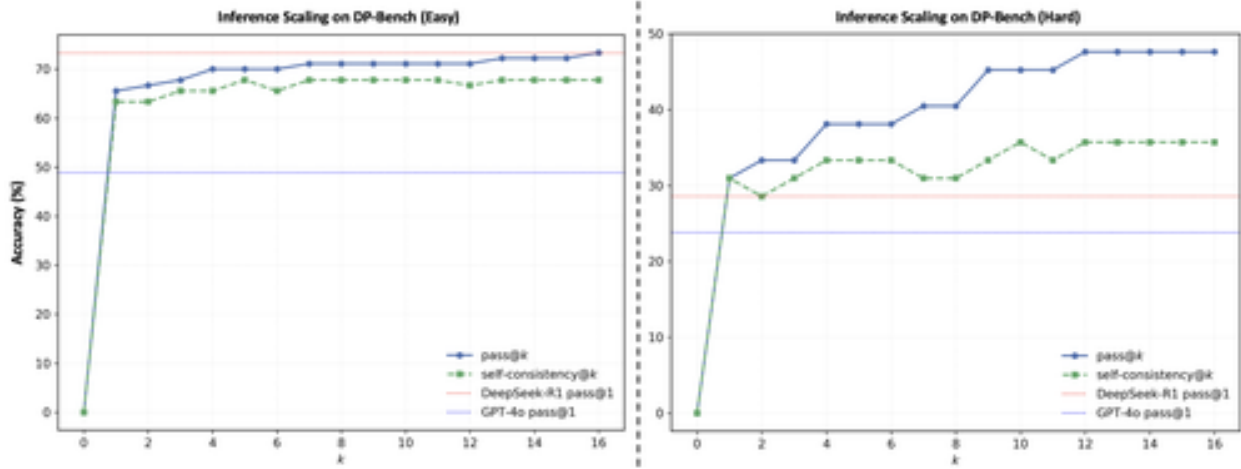 Inference Scaling on DP-Bench (Easy)
70
60
50
40
30
20
10
0
Accuracy (%)
0 2 4 6 8 10 12 14 16
k
pass@k
self-consistency@k
DeepSeek-R1 pass@1
GPT-4o pass@1
Inference Scaling on DP-Bench (Hard)
50
40
30
20
10
0
0 2 4 6 8 10 12 14 16
k
pass@k
self-consistency@k
DeepSeek-R1 pass@1
GPT-4o pass@1